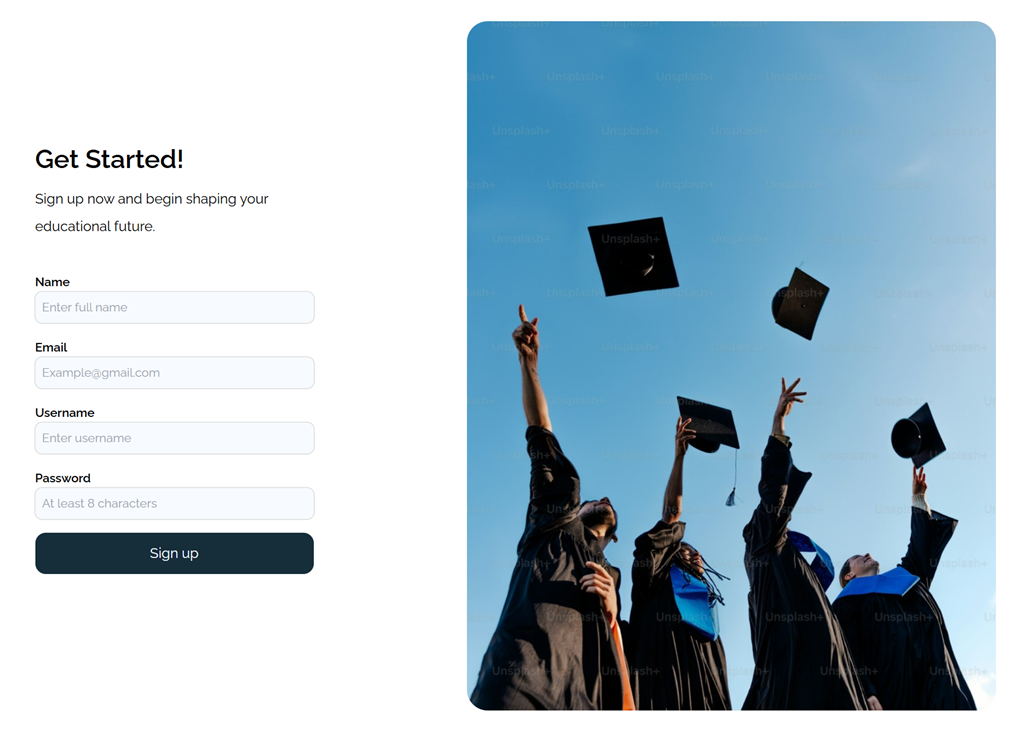 Get Started!
Sign up now and begin shaping your
educational future.
Name
Enter full name
Email
Example@gmail.com
Username
Enter username
Password
At least 8 characters
Sign up
Unsplash+